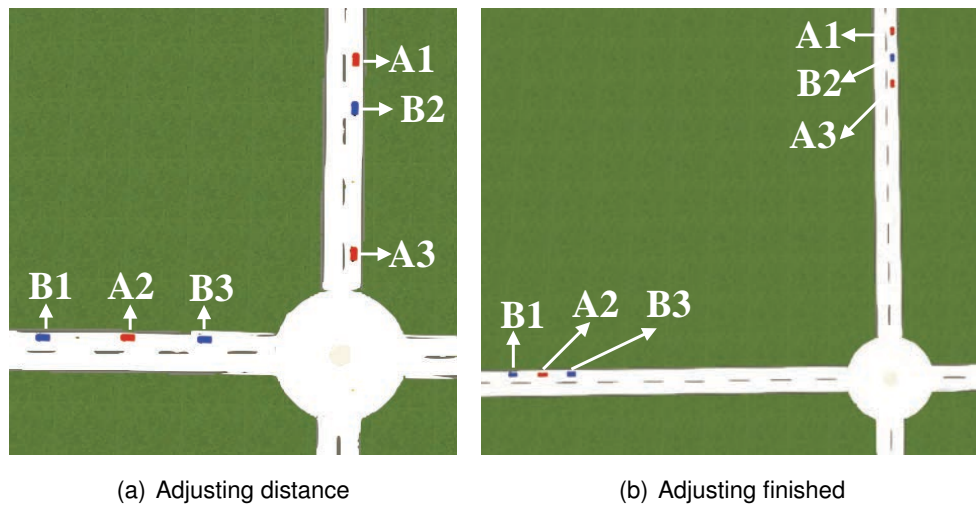 A1
B2
A3
B1 A2 B3
(a) Adjusting distance
A1
B2
A3
B1 A2 B3
(b) Adjusting finished